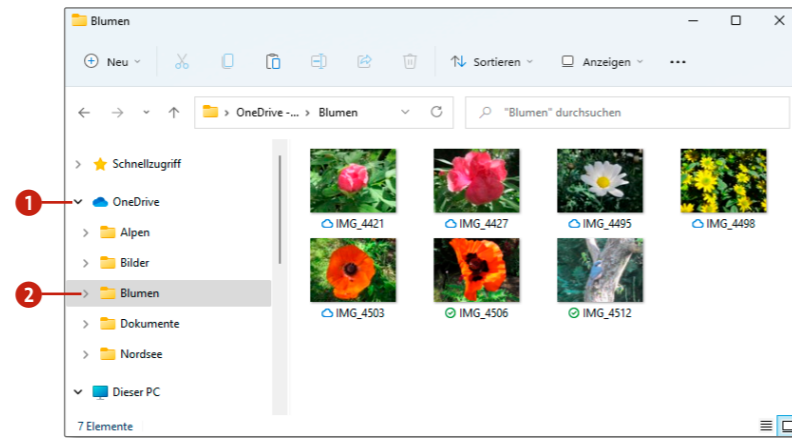 Blumen
Neu
Sortieren
Anzeigen
OneDrive -... > Blumen
"Blumen" durchsuchen
Schnellzugriff
1
OneDrive
Alpen
Bilder
2
Blumen
Dokumente
Nordsee
Dieser PC
IMG_4421
IMG_4427
IMG_4495
IMG_4498
IMG_4503
IMG_4506
IMG_4512
7 Elemente